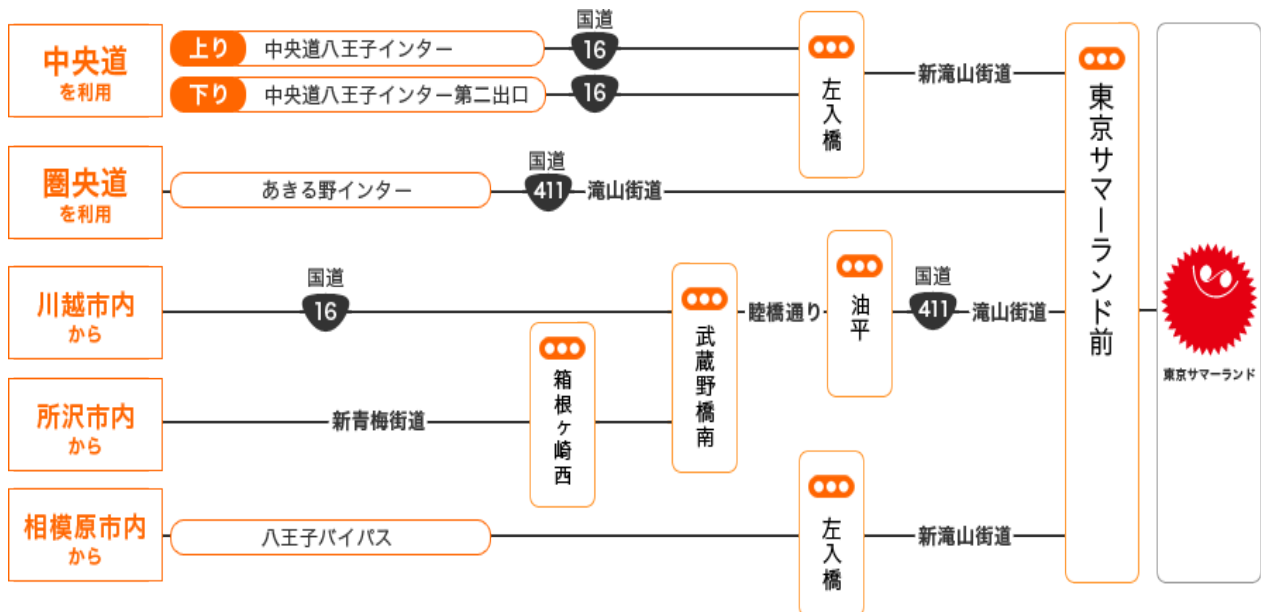 中央道
を利用
上り 中央道八王子インター
国道
16
下り 中央道八王子インター第二出口
16
左入橋
新滝山街道
圏央道
を利用
あきる野インター
国道
411
滝山街道
川越市内
から
国道
16
武蔵野橋南
睦橋通り
油平
国道
411
滝山街道
所沢市内
から
新青梅街道
箱根ヶ崎西
相模原市内
から
八王子バイパス
左入橋
新滝山街道
東京サマーランド前
東京サマーランド